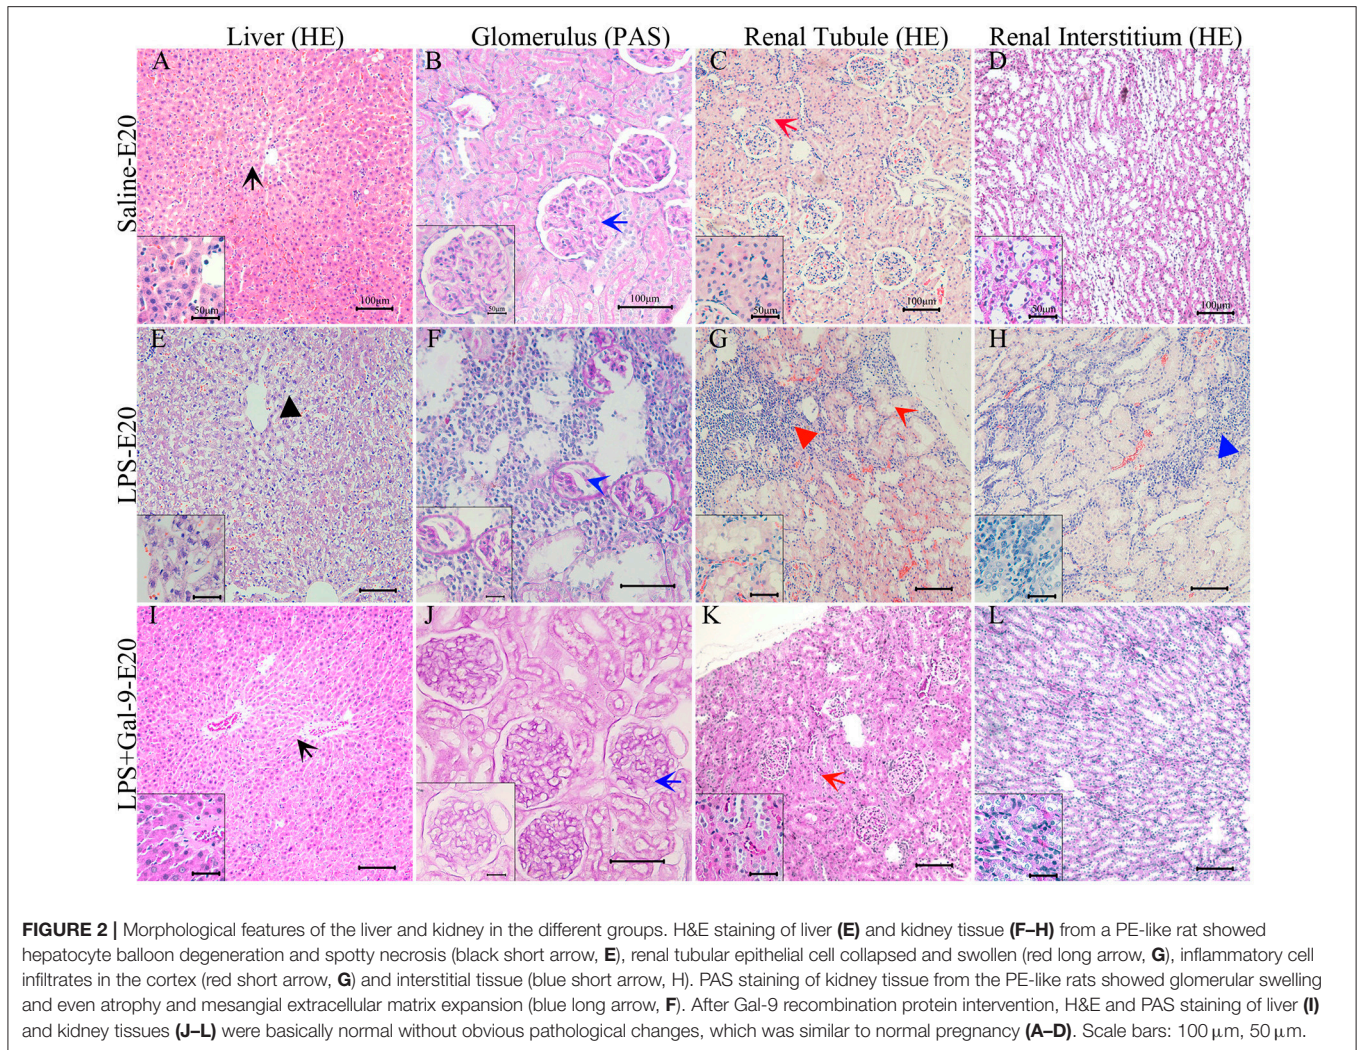 Liver (HE) Glomerulus (PAS) Renal Tubule (HE) Renal Interstitium (HE)
Saline-E20
A B C D
50μm 100μm 50μm 100μm 50μm 100μm 50μm 100μm
LPS-E20
E F G H
LPS+Gal-9-E20
I J K L
FIGURE 2 | Morphological features of the liver and kidney in the different groups. H&E staining of liver (E) and kidney tissue (F–H) from a PE-like rat showed
hepatocyte balloon degeneration and spotty necrosis (black short arrow, E), renal tubular epithelial cell collapsed and swollen (red long arrow, G), inflammatory cell
infiltrates in the cortex (red short arrow, G) and interstitial tissue (blue short arrow, H). PAS staining of kidney tissue from the PE-like rats showed glomerular swelling
and even atrophy and mesangial extracellular matrix expansion (blue long arrow, F). After Gal-9 recombination protein intervention, H&E and PAS staining of liver (I)
and kidney tissues (J–L) were basically normal without obvious pathological changes, which was similar to normal pregnancy (A–D). Scale bars: 100 μm, 50 μm.